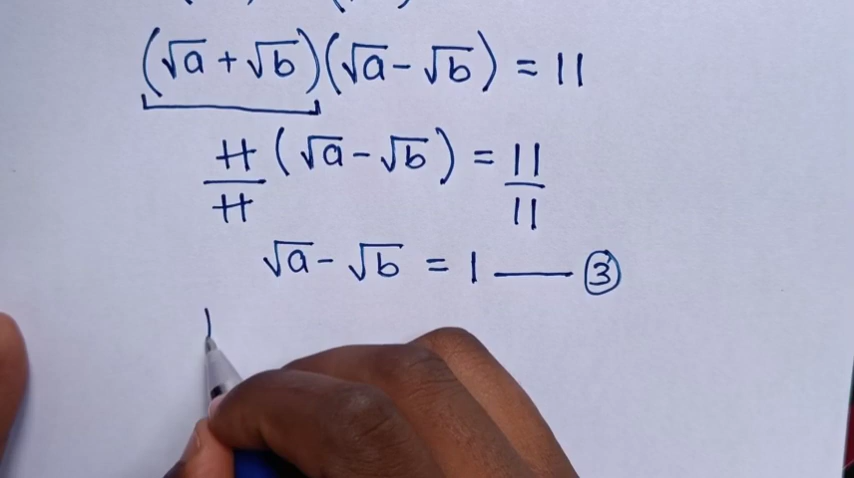 (√a + √b)(√a - √b) = 11
11 (√a - √b) = 11
11 11
√a - √b = 1 —— ③